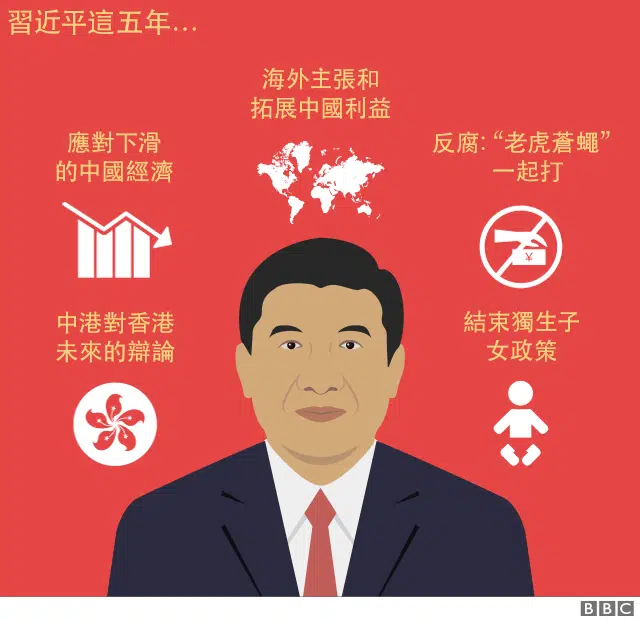 習近平這五年…
海外主張和
拓展中國利益
應對下滑
的中國經濟
反腐: “老虎蒼蠅”
一起打
¥
中港對香港
未來的辯論
結束獨生子
女政策
BBC